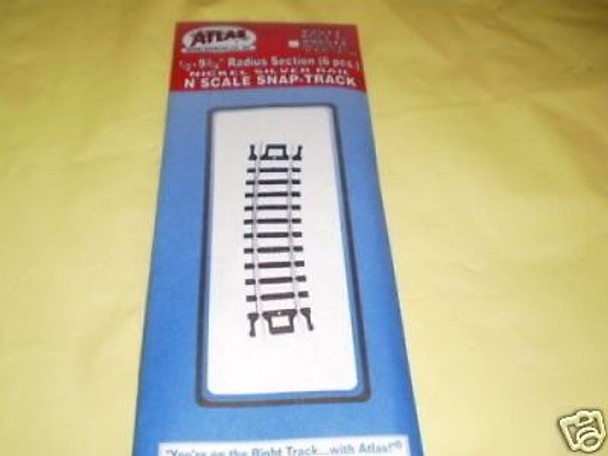 ATLAS
1/2 - 9 3/4" Radius Section (6 pcs.)
NICKEL SILVER RAIL
N SCALE SNAP-TRACK
"You're on the Right Track...with Atlas!®